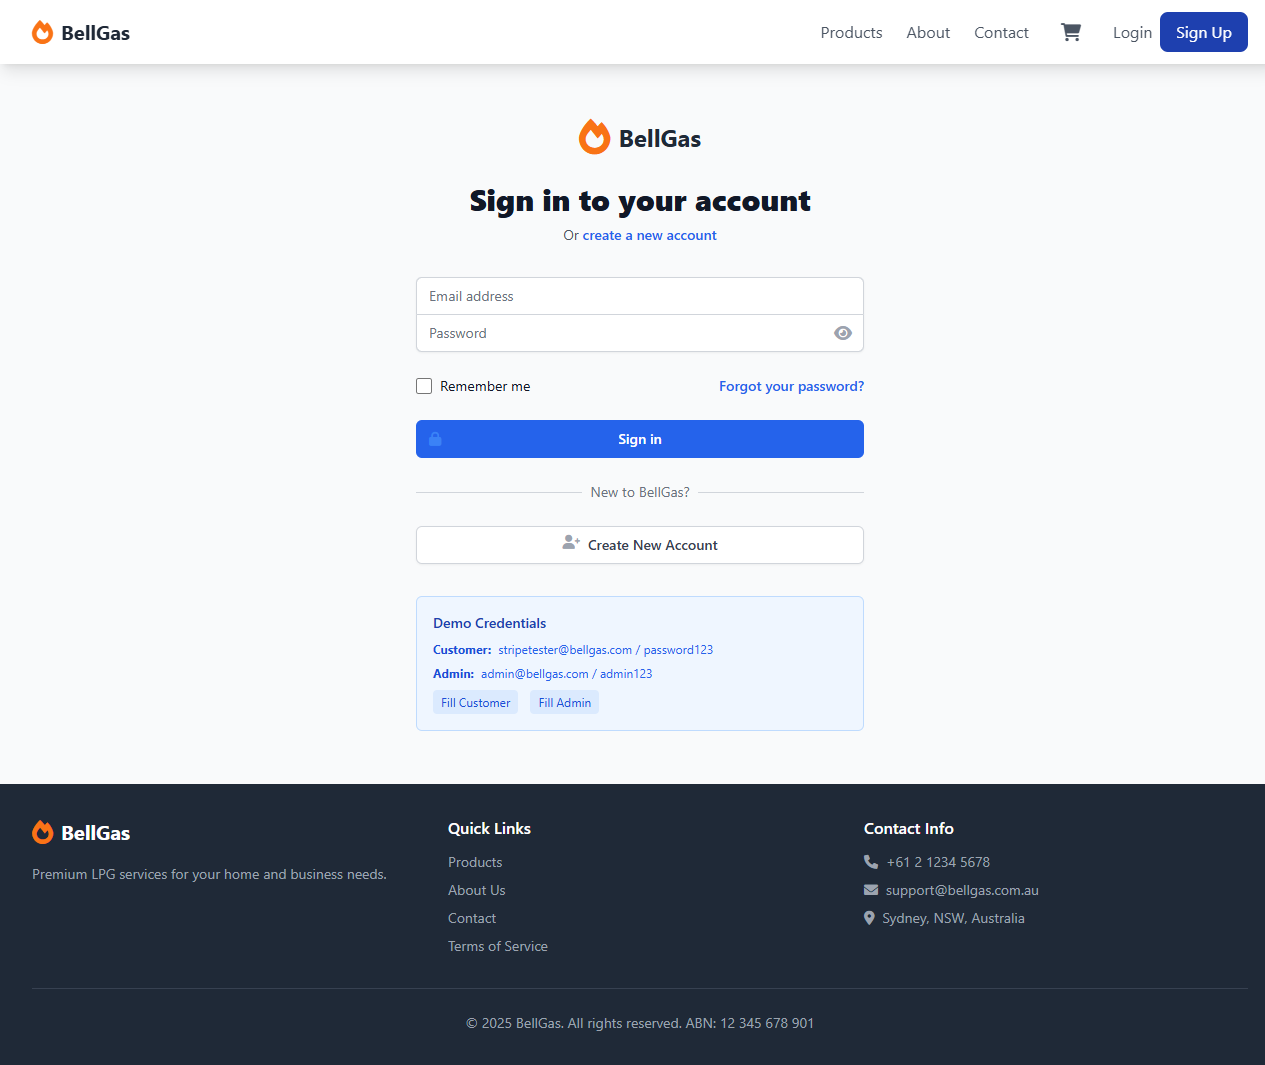 BellGas
Products About Contact Login Sign Up
BellGas
Sign in to your account
Or create a new account
Email address
Password
Remember me Forgot your password?
Sign in
New to BellGas?
Create New Account
Demo Credentials
Customer: stripetester@bellgas.com / password123
Admin: admin@bellgas.com / admin123
Fill Customer Fill Admin
BellGas
Premium LPG services for your home and business needs.
Quick Links
Products
About Us
Contact
Terms of Service
Contact Info
+61 2 1234 5678
support@bellgas.com.au
Sydney, NSW, Australia
© 2025 BellGas. All rights reserved. ABN: 12 345 678 901